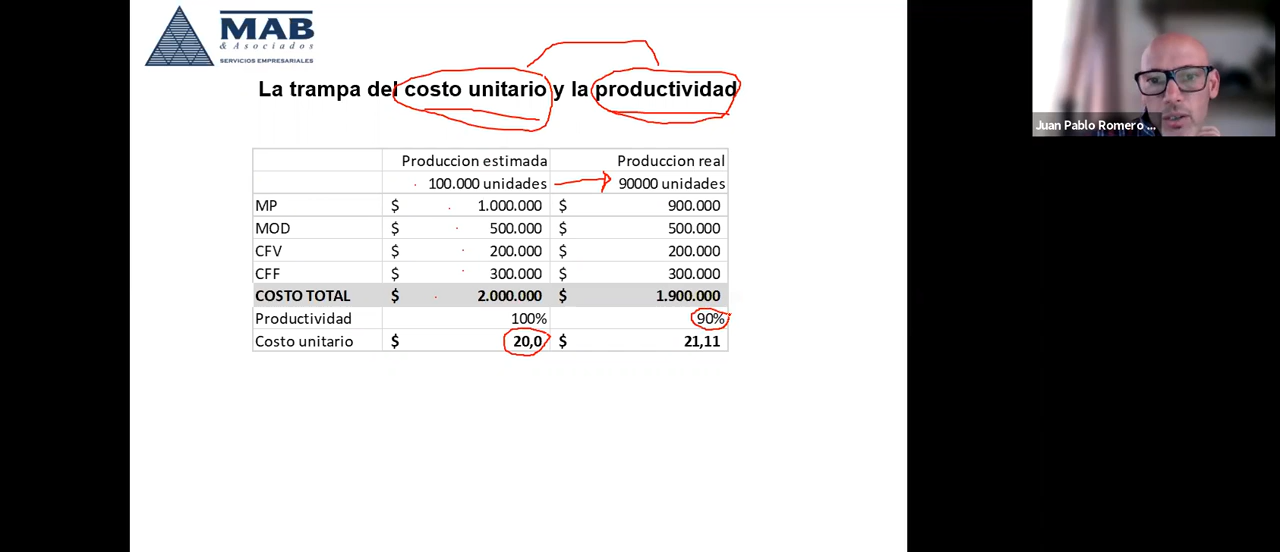 MAB
& Asociados
SERVICIOS EMPRESARIALES
La trampa del costo unitario y la productividad
Juan Pablo Romero ...
Produccion estimada Produccion real
100.000 unidades 90000 unidades
MP $ 1.000.000 $ 900.000
MOD $ 500.000 $ 500.000
CFV $ 200.000 $ 200.000
CFF $ 300.000 $ 300.000
COSTO TOTAL $ 2.000.000 $ 1.900.000
Productividad 100% 90%
Costo unitario $ 20,0 $ 21,11